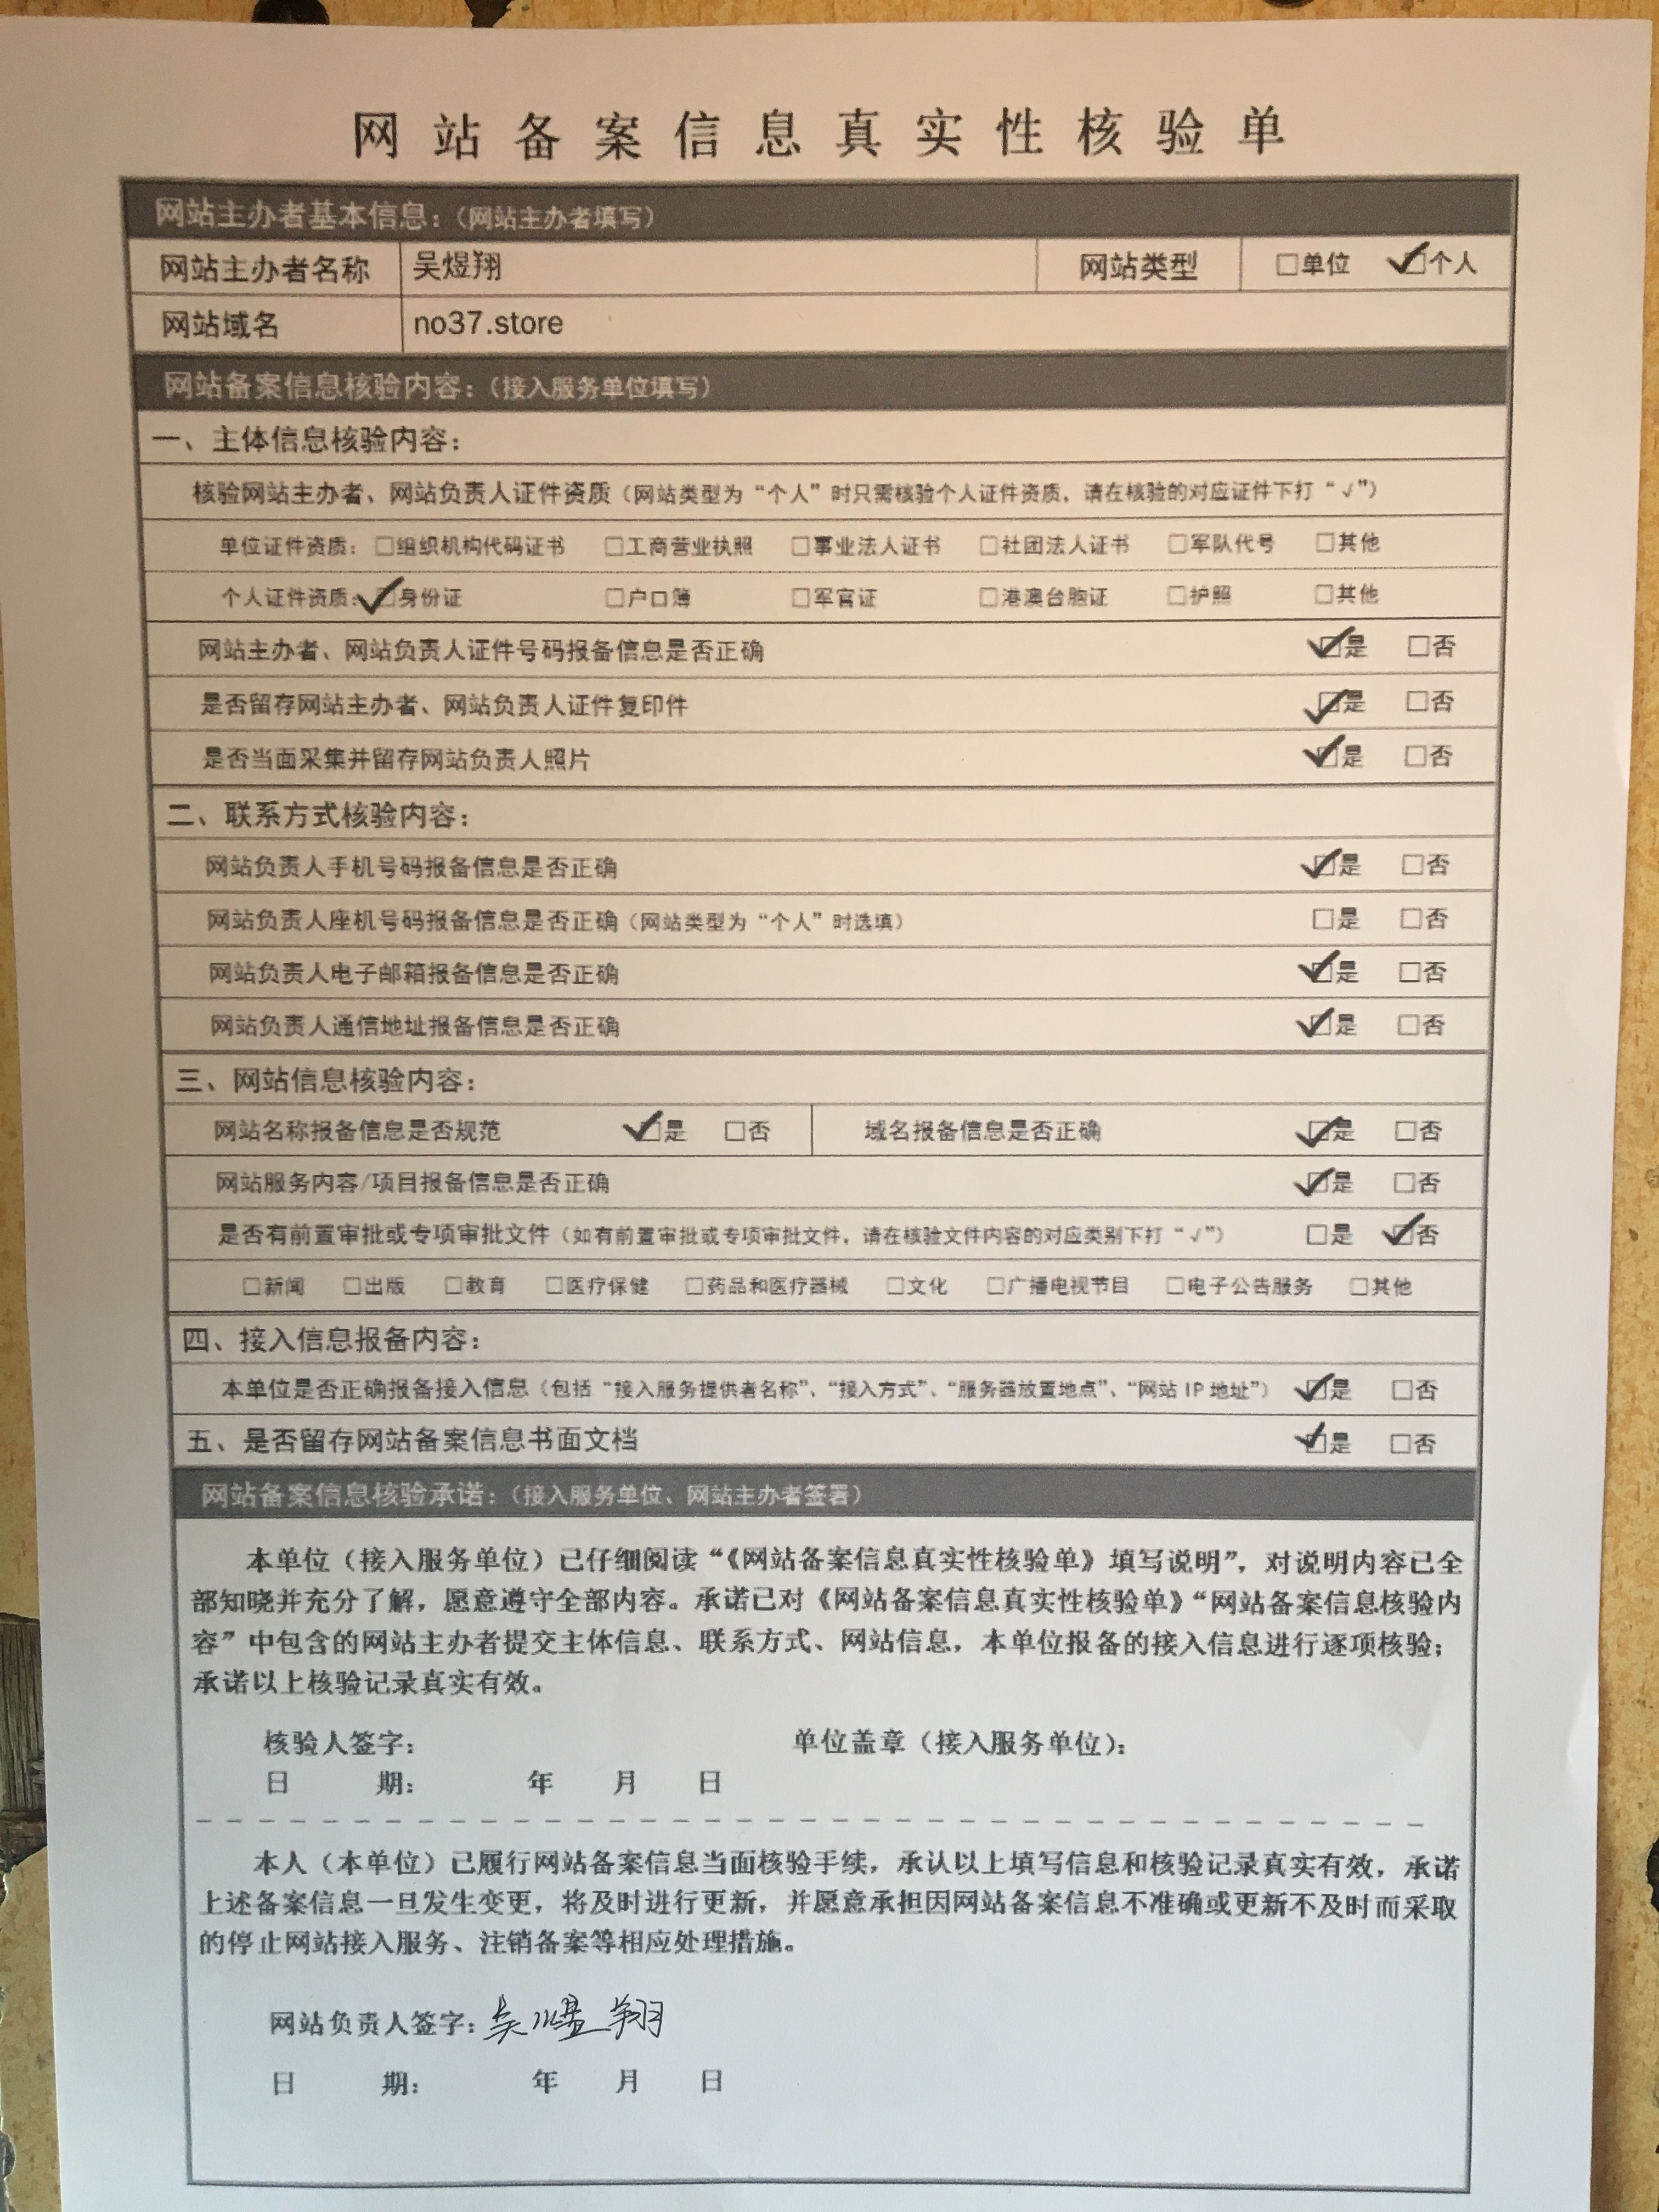 网站备案信息真实性核验单
网站主办者基本信息：（网站主办者填写）
网站主办者名称 吴煜翔 网站类型 □单位 ☑个人
网站域名 no37.store
网站备案信息核验内容：（接入服务单位填写）
一、主体信息核验内容：
核验网站主办者、网站负责人证件资质（网站类型为“个人”时只需核验个人证件资质，请在核验的对应证件下打“√”）
单位证件资质：□组织机构代码证书 □工商营业执照 □事业法人证书 □社团法人证书 □军队代号 □其他
个人证件资质：☑身份证 □户口簿 □军官证 □港澳台胞证 □护照 □其他
网站主办者、网站负责人证件号码报备信息是否正确 ☑是 □否
是否留存网站主办者、网站负责人证件复印件 ☑是 □否
是否当面采集并留存网站负责人照片 ☑是 □否
二、联系方式核验内容：
网站负责人手机号码报备信息是否正确 ☑是 □否
网站负责人座机号码报备信息是否正确（网站类型为“个人”时选填） □是 □否
网站负责人电子邮箱报备信息是否正确 ☑是 □否
网站负责人通信地址报备信息是否正确 ☑是 □否
三、网站信息核验内容：
网站名称报备信息是否规范 ☑是 □否 域名报备信息是否正确 ☑是 □否
网站服务内容/项目报备信息是否正确 ☑是 □否
是否有前置审批或专项审批文件（如有前置审批或专项审批文件，请在核验文件内容的对应类别下打“√”） □是 ☑否
□新闻 □出版 □教育 □医疗保健 □药品和医疗器械 □文化 □广播电视节目 □电子公告服务 □其他
四、接入信息报备内容：
本单位是否正确报备接入信息（包括“接入服务提供者名称”、“接入方式”、“服务器放置地点”、“网站 IP 地址”） ☑是 □否
五、是否留存网站备案信息书面文档 ☑是 □否
网站备案信息核验承诺：（接入服务单位、网站主办者签署）
本单位（接入服务单位）已仔细阅读“《网站备案信息真实性核验单》填写说明”，对说明内容已全
部知晓并充分了解，愿意遵守全部内容。承诺已对《网站备案信息真实性核验单》“网站备案信息核验内
容”中包含的网站主办者提交主体信息、联系方式、网站信息，本单位报备的接入信息进行逐项核验；
承诺以上核验记录真实有效。
核验人签字： 单位盖章（接入服务单位）：
日 期： 年 月 日
本人（本单位）已履行网站备案信息当面核验手续，承认以上填写信息和核验记录真实有效，承诺
上述备案信息一旦发生变更，将及时进行更新，并愿意承担因网站备案信息不准确或更新不及时而采取
的停止网站接入服务、注销备案等相应处理措施。
网站负责人签字：吴煜翔
日 期： 年 月 日